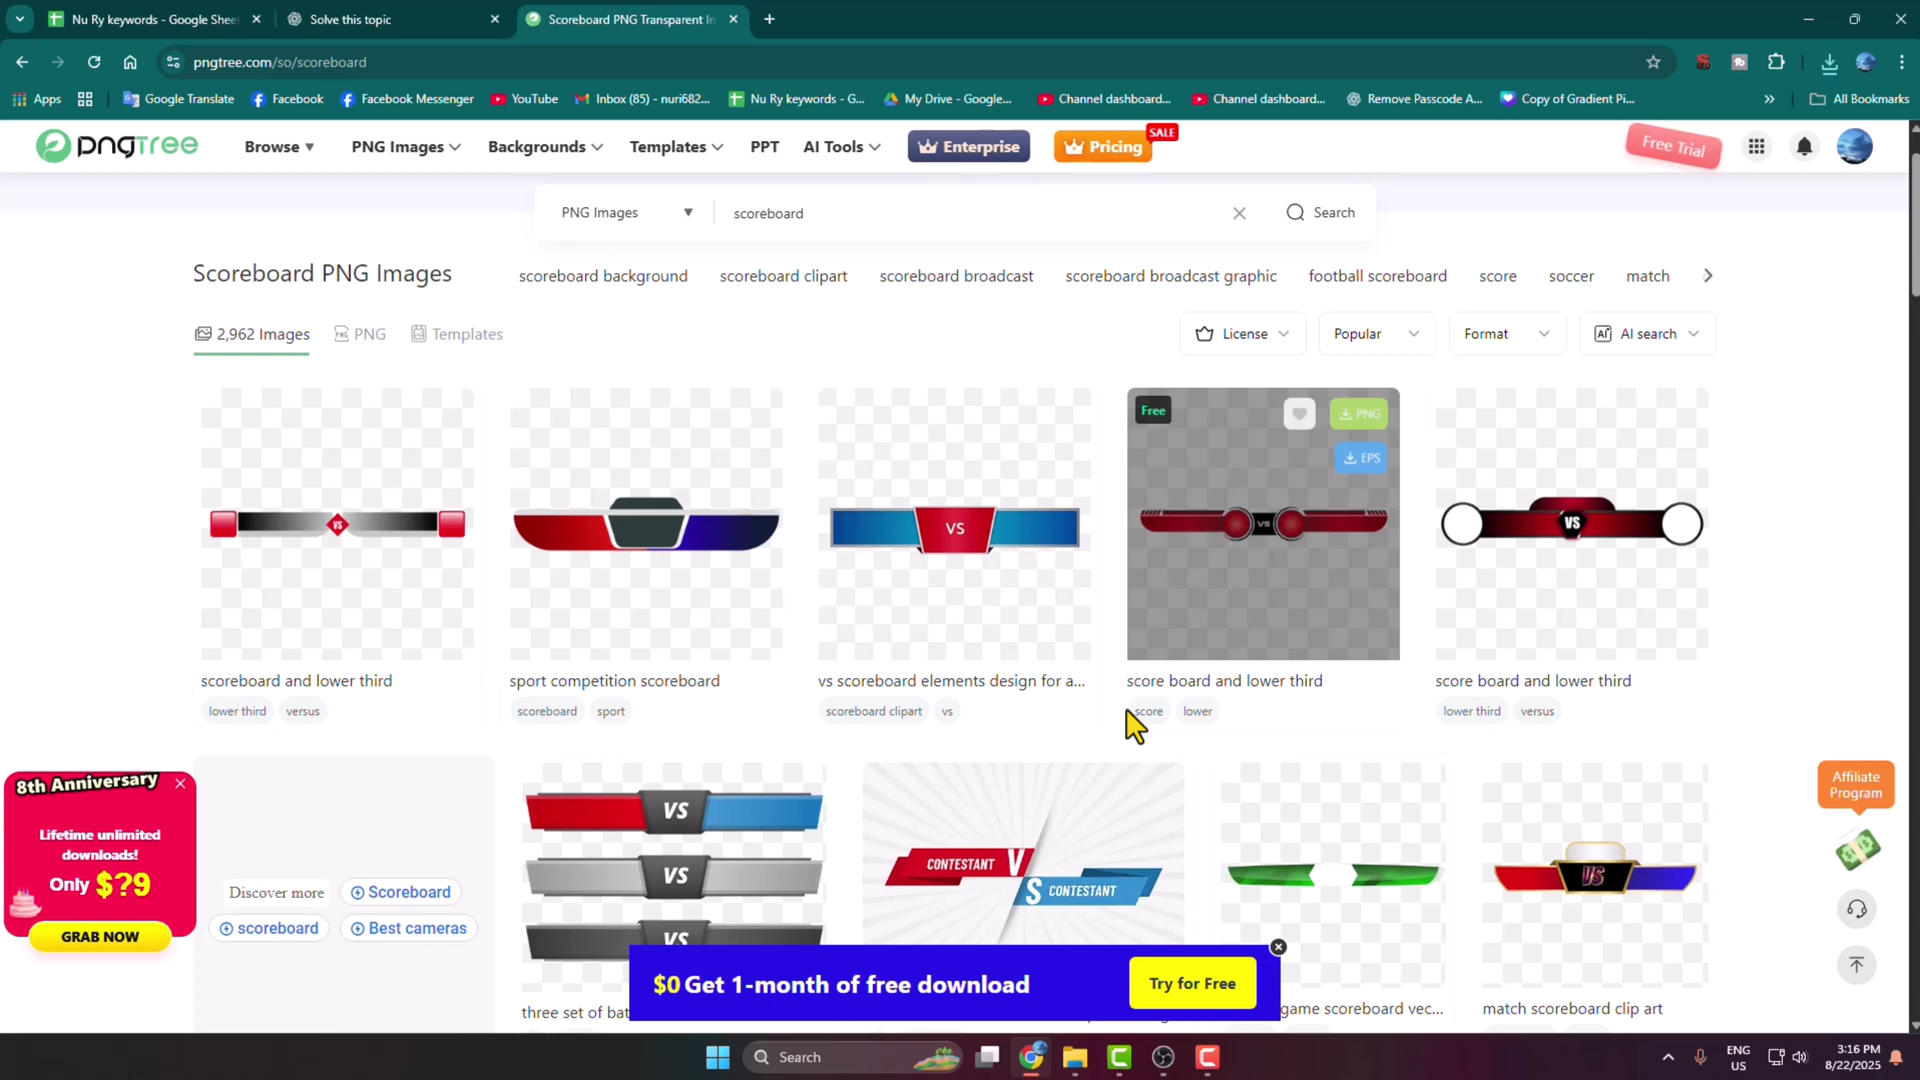 Nu Ry keywords - Google Shee
Solve this topic
Scoreboard PNG Transparent In
pngtree.com/so/scoreboard
Apps
Google Translate
Facebook
Facebook Messenger
YouTube
Inbox (85) - nuri682...
Nu Ry keywords - G...
My Drive - Google...
Channel dashboard...
Channel dashboard...
Remove Passcode A...
Copy of Gradient Pi...
All Bookmarks
pngtree
Browse
PNG Images
Backgrounds
Templates
PPT
AI Tools
Enterprise
Pricing
SALE
Free Trial
PNG Images
scoreboard
Search
Scoreboard PNG Images
scoreboard background
scoreboard clipart
scoreboard broadcast
scoreboard broadcast graphic
football scoreboard
score
soccer
match
2,962 Images
PNG
Templates
License
Popular
Format
AI search
Free
PNG
EPS
VS
VS
VS
VS
scoreboard and lower third
sport competition scoreboard
vs scoreboard elements design for a...
score board and lower third
score board and lower third
lower third
versus
scoreboard
sport
scoreboard clipart
vs
score
lower
lower third
versus
8th Anniversary
Lifetime unlimited
downloads!
Only $?9
GRAB NOW
Discover more
Scoreboard
scoreboard
Best cameras
VS
VS
VS
CONTESTANT V
S CONTESTANT
VS
Affiliate
Program
$0 Get 1-month of free download
Try for Free
three set of bat
game scoreboard vec...
match scoreboard clip art
Search
ENG
US
3:16 PM
8/22/2025